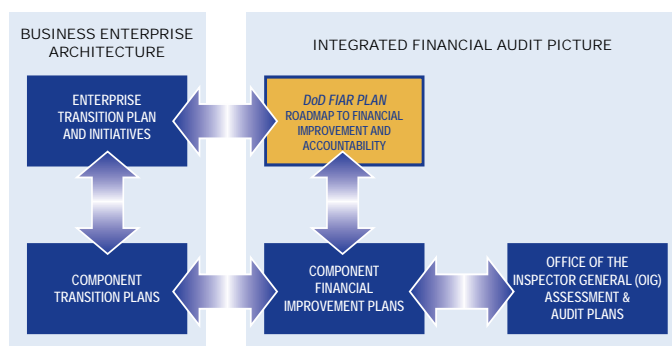 BUSINESS ENTERPRISE
ARCHITECTURE
INTEGRATED FINANCIAL AUDIT PICTURE
ENTERPRISE
TRANSITION PLAN
AND INITIATIVES
DoD FIAR PLAN
ROADMAP TO FINANCIAL
IMPROVEMENT AND
ACCOUNTABILITY
COMPONENT
TRANSITION PLANS
COMPONENT
FINANCIAL
IMPROVEMENT PLANS
OFFICE OF THE
INSPECTOR GENERAL (OIG)
ASSESSMENT &
AUDIT PLANS